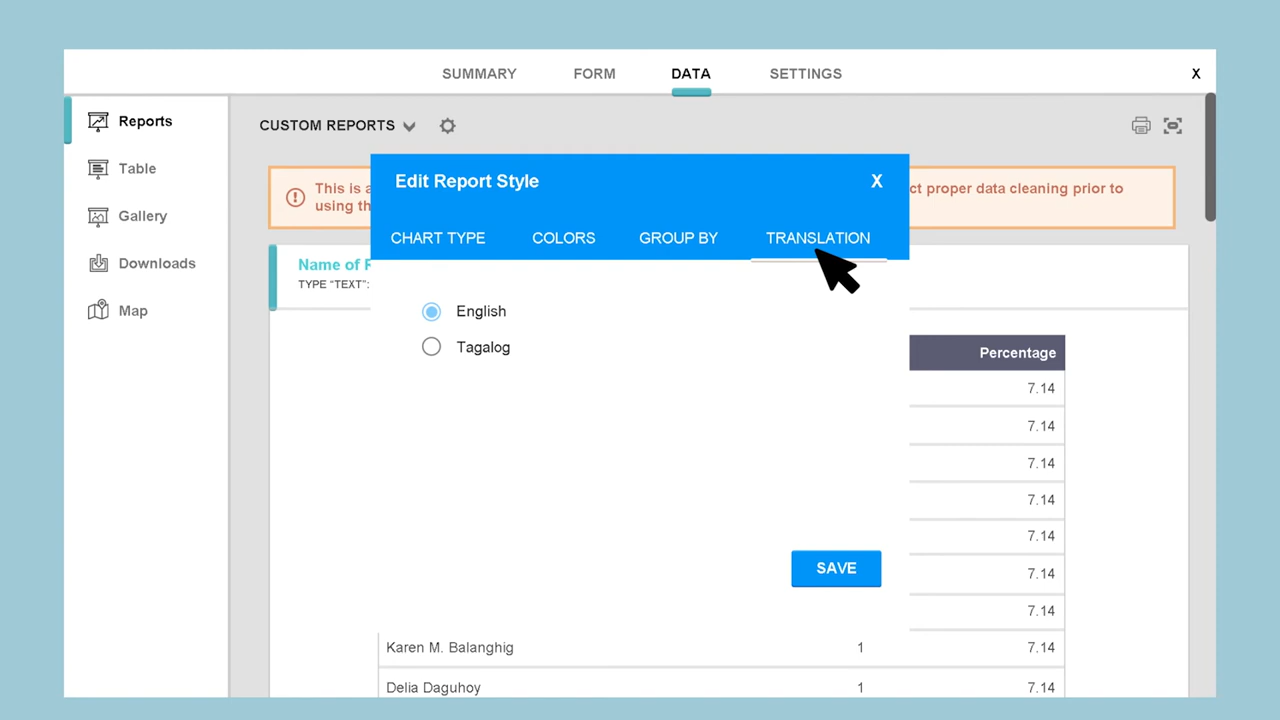 SUMMARY FORM DATA SETTINGS X
Reports
Table
Gallery
Downloads
Map
CUSTOM REPORTS
This is a
ct proper data cleaning prior to
using th
Edit Report Style X
CHART TYPE COLORS GROUP BY TRANSLATION
Name of
TYPE “TEXT”:
English
Tagalog
SAVE
Percentage
7.14
7.14
7.14
7.14
7.14
7.14
7.14
Karen M. Balanghig 1 7.14
Delia Daguhoy 1 7.14